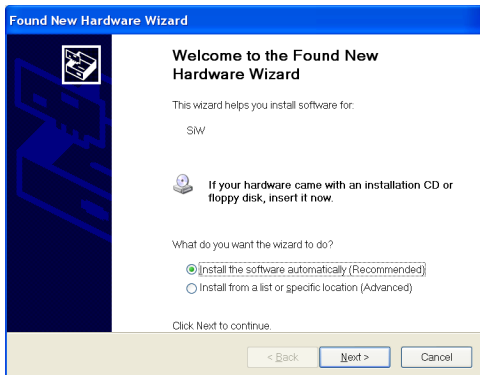 Found New Hardware Wizard
Welcome to the Found New
Hardware Wizard
This wizard helps you install software for:
SiW
If your hardware came with an installation CD or
floppy disk, insert it now.
What do you want the wizard to do?
Install the software automatically (Recommended)
Install from a list or specific location (Advanced)
Click Next to continue.
< Back Next > Cancel